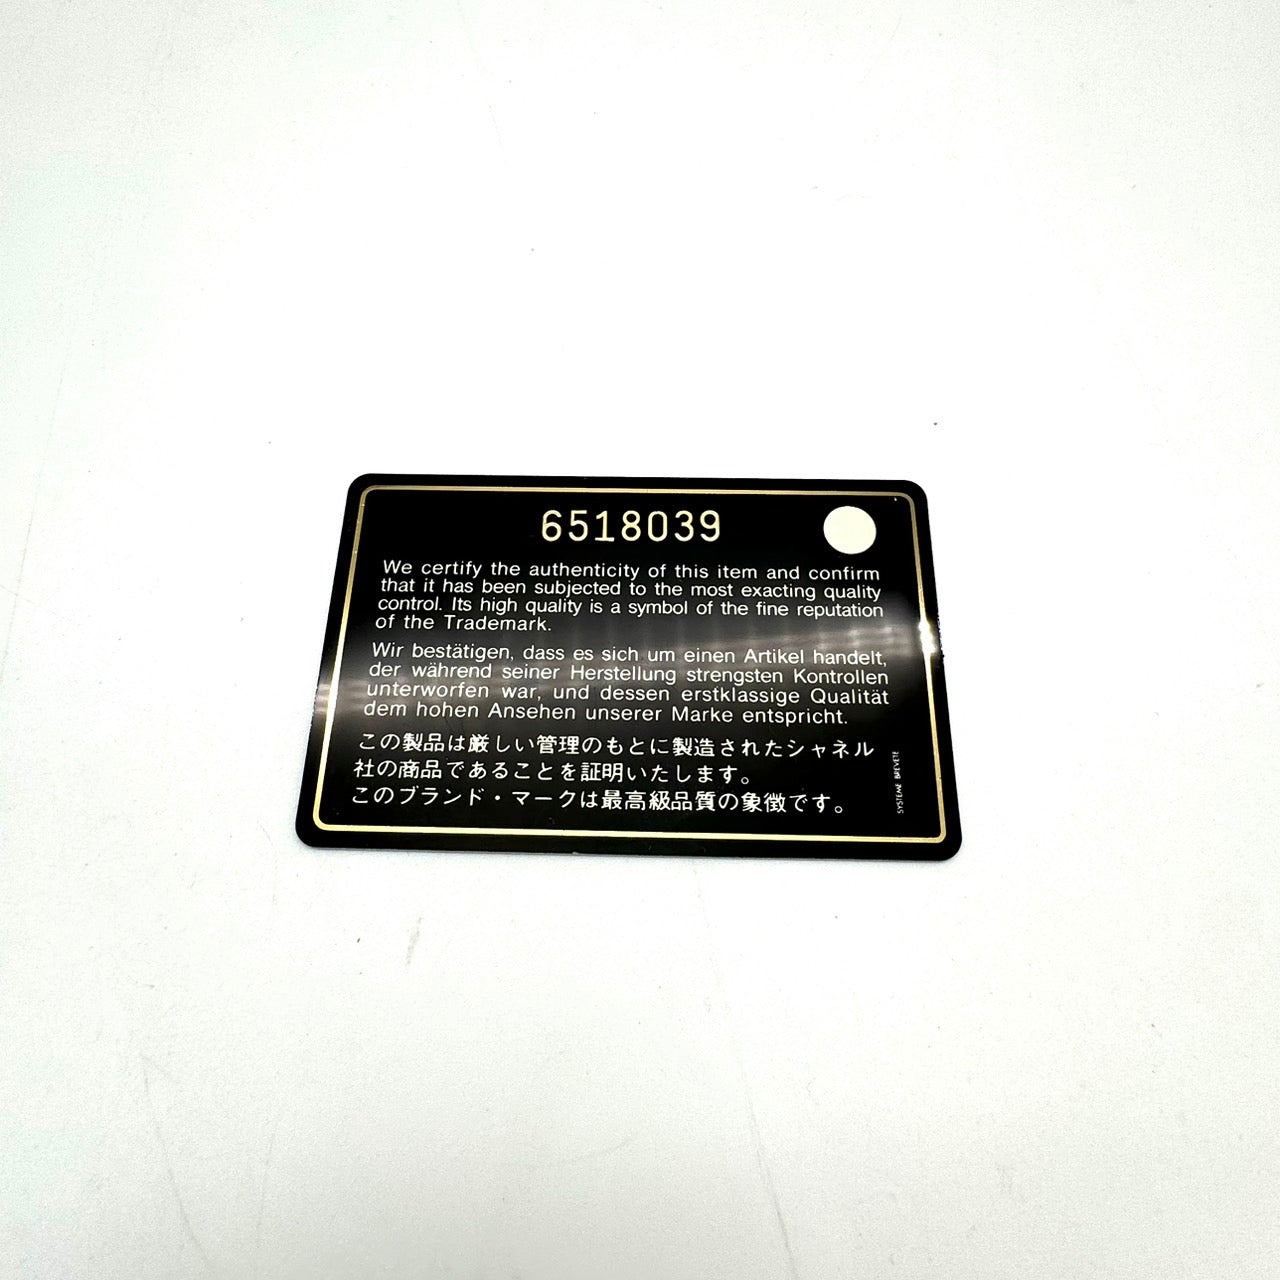 6518039
We certify the authenticity of this item and confirm
that it has been subjected to the most exacting quality
control. Its high quality is a symbol of the fine reputation
of the Trademark.
Wir bestätigen, dass es sich um einen Artikel handelt,
der während seiner Herstellung strengsten Kontrollen
unterworfen war, und dessen erstklassige Qualität
dem hohen Ansehen unserer Marke entspricht.
この製品は厳しい管理のもとに製造されたシャネル
社の商品であることを証明いたします。
このブランド・マークは最高級品質の象徴です。
SYSTEME BREVETE